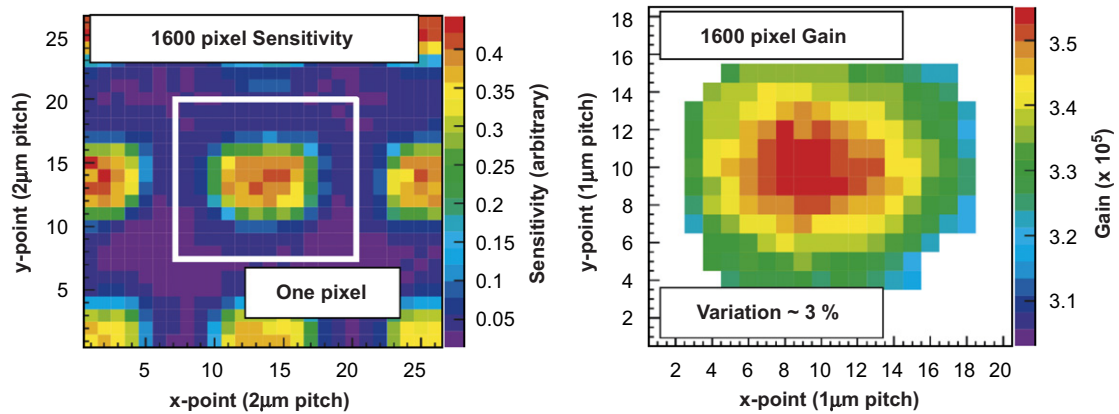 1600 pixel Sensitivity
One pixel
25
20
15
10
5
y-point (2μm pitch)
5
10
15
20
25
x-point (2μm pitch)
0.4
0.35
0.3
0.25
0.2
0.15
0.1
0.05
Sensitivity (arbitrary)
1600 pixel Gain
Variation ~ 3 %
18
16
14
12
10
8
6
4
2
y-point (1μm pitch)
2 4 6 8 10 12 14 16 18 20
x-point (1μm pitch)
3.5
3.4
3.3
3.2
3.1
Gain (x 10⁵)